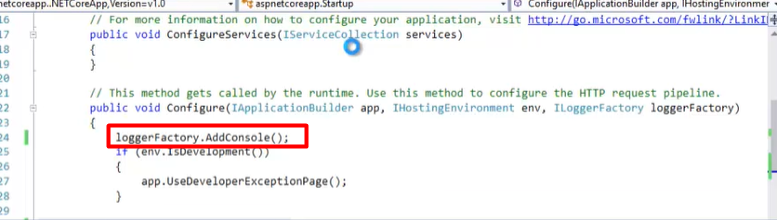 netcoreapp..NETCoreApp,Version=v1.0 aspnetcoreapp.Startup Configure(IApplicationBuilder app, IHostingEnvironmer
16 // For more information on how to configure your application, visit http://go.microsoft.com/fwlink/?LinkI
17 public void ConfigureServices(IServiceCollection services)
18 {
19 }
20
21 // This method gets called by the runtime. Use this method to configure the HTTP request pipeline.
22 public void Configure(IApplicationBuilder app, IHostingEnvironment env, ILoggerFactory loggerFactory)
23 {
24 loggerFactory.AddConsole();
25 if (env.IsDevelopment())
26 {
27 app.UseDeveloperExceptionPage();
28 }
29